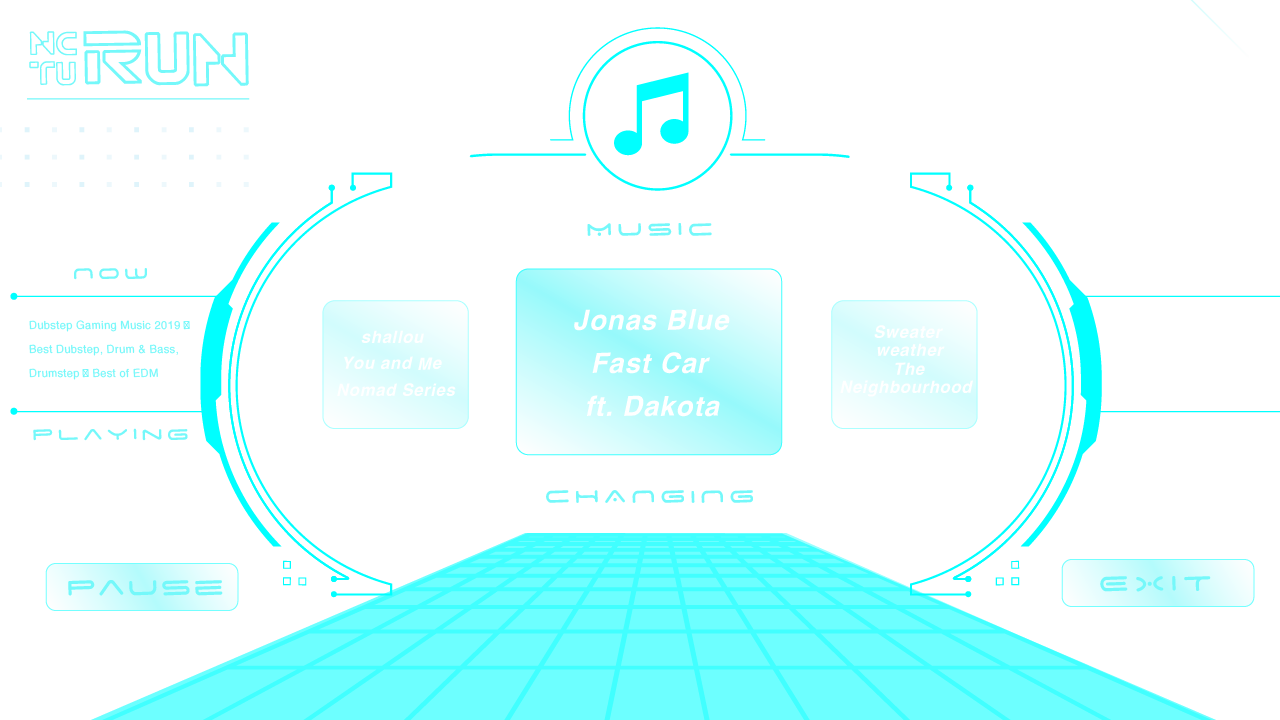 NC
TU RUN
MUSIC
NOW
Dubstep Gaming Music 2019 〿
Best Dubstep, Drum & Bass,
Drumstep 〿 Best of EDM
PLAYING
shallou
You and Me
Nomad Series
Jonas Blue
Fast Car
ft. Dakota
Sweater
weather
The
Neighbourhood
CHANGING
PAUSE
EXIT